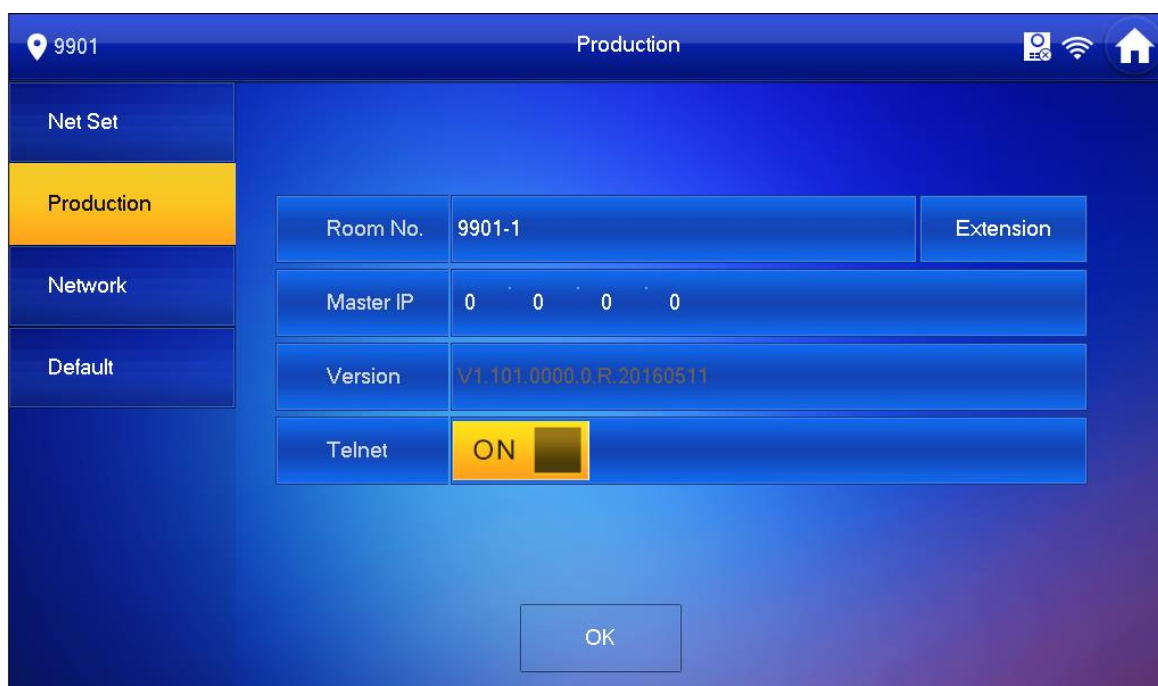 9901
Production
Net Set
Production
Network
Default
Room No. 9901-1 Extension
Master IP 0 . 0 . 0 . 0
Version V1.101.0000.0.R.20160511
Telnet ON
OK